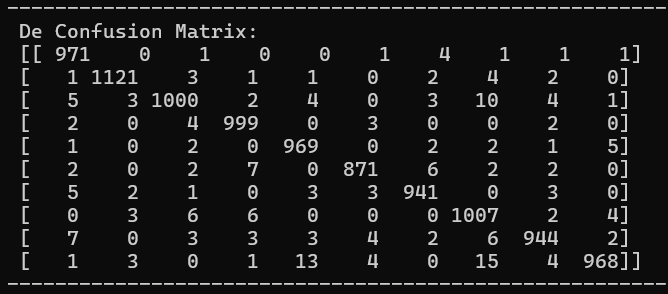 De Confusion Matrix:
[[ 971    0    1    0    0    1    4    1    1    1]
[   1 1121    3    1    1    0    2    4    2    0]
[   5    3 1000    2    4    0    3   10    4    1]
[   2    0    4  999    0    3    0    0    2    0]
[   1    0    2    0  969    0    2    2    1    5]
[   2    0    2    7    0  871    6    2    2    0]
[   5    2    1    0    3    3  941    0    3    0]
[   0    3    6    6    0    0    0 1007    2    4]
[   7    0    3    3    3    4    2    6  944    2]
[   1    3    0    1   13    4    0   15    4  968]]